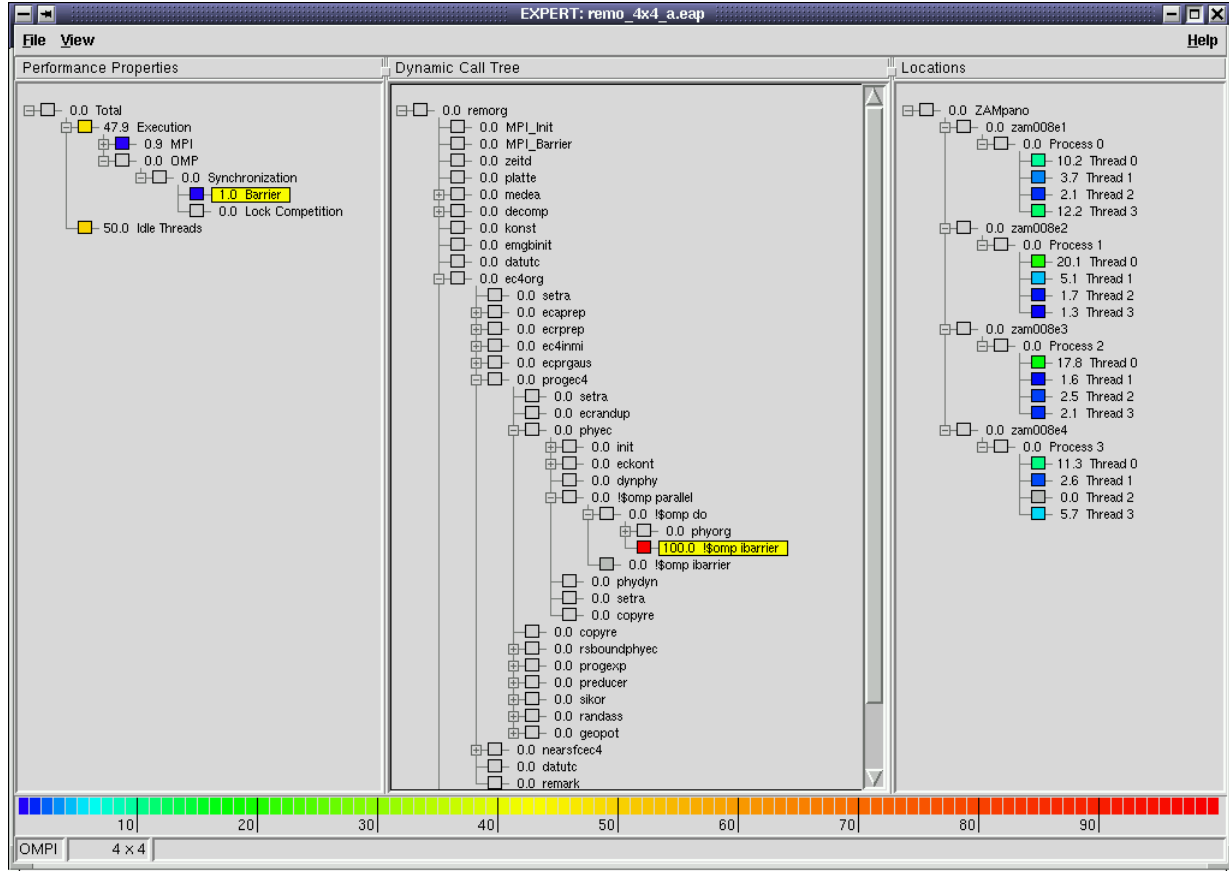 EXPERT: remo_4x4_a.eap
File View Help
Performance Properties
0.0 Total
47.9 Execution
0.9 MPI
0.0 OMP
0.0 Synchronization
1.0 Barrier
0.0 Lock Competition
50.0 Idle Threads
Dynamic Call Tree
0.0 remorg
0.0 MPI_Init
0.0 MPI_Barrier
0.0 zeitd
0.0 platte
0.0 medea
0.0 decomp
0.0 konst
0.0 emgbinit
0.0 datutc
0.0 ec4org
0.0 setra
0.0 ecaprep
0.0 ecrprep
0.0 ec4inmi
0.0 ecprgaus
0.0 progec4
0.0 setra
0.0 ecrandup
0.0 phyec
0.0 init
0.0 eckont
0.0 dynphy
0.0 !$omp parallel
0.0 !$omp do
0.0 phyorg
100.0 !$omp ibarrier
0.0 !$omp ibarrier
0.0 phydyn
0.0 setra
0.0 copyre
0.0 copyre
0.0 rsboundphyec
0.0 progexp
0.0 preducer
0.0 sikor
0.0 randass
0.0 geopot
0.0 nearsfcec4
0.0 datutc
0.0 remark
Locations
0.0 ZAMpano
0.0 zam008e1
0.0 Process 0
10.2 Thread 0
3.7 Thread 1
2.1 Thread 2
12.2 Thread 3
0.0 zam008e2
0.0 Process 1
20.1 Thread 0
5.1 Thread 1
1.7 Thread 2
1.3 Thread 3
0.0 zam008e3
0.0 Process 2
17.8 Thread 0
1.6 Thread 1
2.5 Thread 2
2.1 Thread 3
0.0 zam008e4
0.0 Process 3
11.3 Thread 0
2.6 Thread 1
0.0 Thread 2
5.7 Thread 3
10 20 30 40 50 60 70 80 90
OMPI 4 x 4